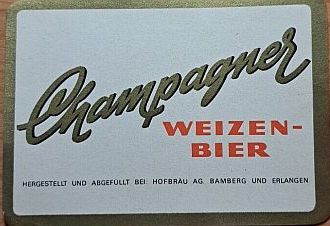 Champagner
WEIZEN-
BIER
HERGESTELLT UND ABGEFÜLLT BEI: HOFBRÄU AG. BAMBERG UND ERLANGEN